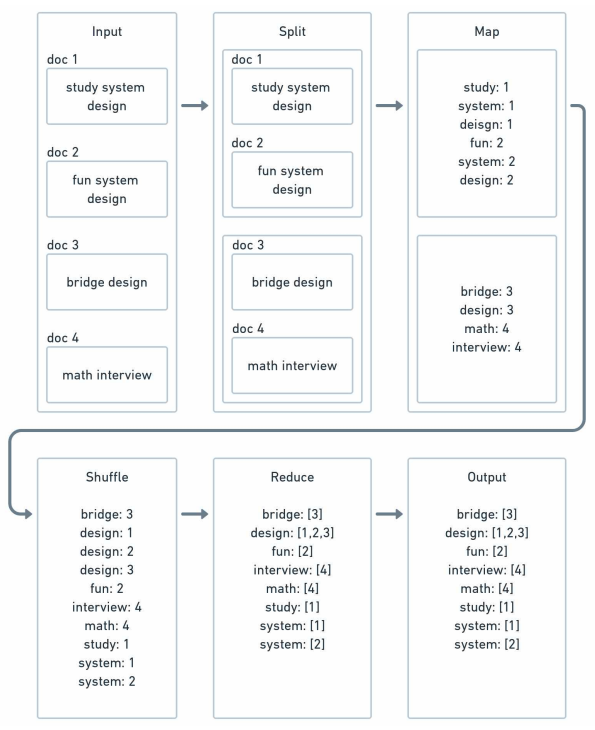 Input
doc 1
study system
design
doc 2
fun system
design
doc 3
bridge design
doc 4
math interview
Split
doc 1
study system
design
doc 2
fun system
design
doc 3
bridge design
doc 4
math interview
Map
study: 1
system: 1
deisgn: 1
fun: 2
system: 2
design: 2
bridge: 3
design: 3
math: 4
interview: 4
Shuffle
bridge: 3
design: 1
design: 2
design: 3
fun: 2
interview: 4
math: 4
study: 1
system: 1
system: 2
Reduce
bridge: [3]
design: [1,2,3]
fun: [2]
interview: [4]
math: [4]
study: [1]
system: [1]
system: [2]
Output
bridge: [3]
design: [1,2,3]
fun: [2]
interview: [4]
math: [4]
study: [1]
system: [1]
system: [2]